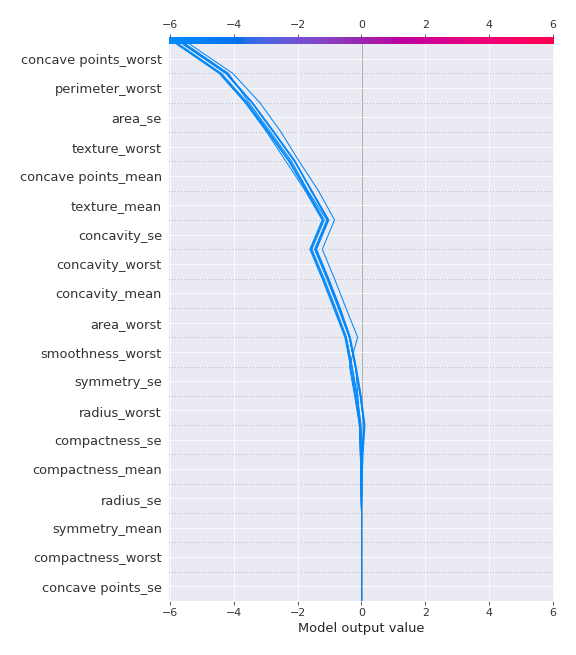 −6 −4 −2 0 2 4 6
concave points_worst
perimeter_worst
area_se
texture_worst
concave points_mean
texture_mean
concavity_se
concavity_worst
concavity_mean
area_worst
smoothness_worst
symmetry_se
radius_worst
compactness_se
compactness_mean
radius_se
symmetry_mean
compactness_worst
concave points_se
−6 −4 −2 0 2 4 6
Model output value